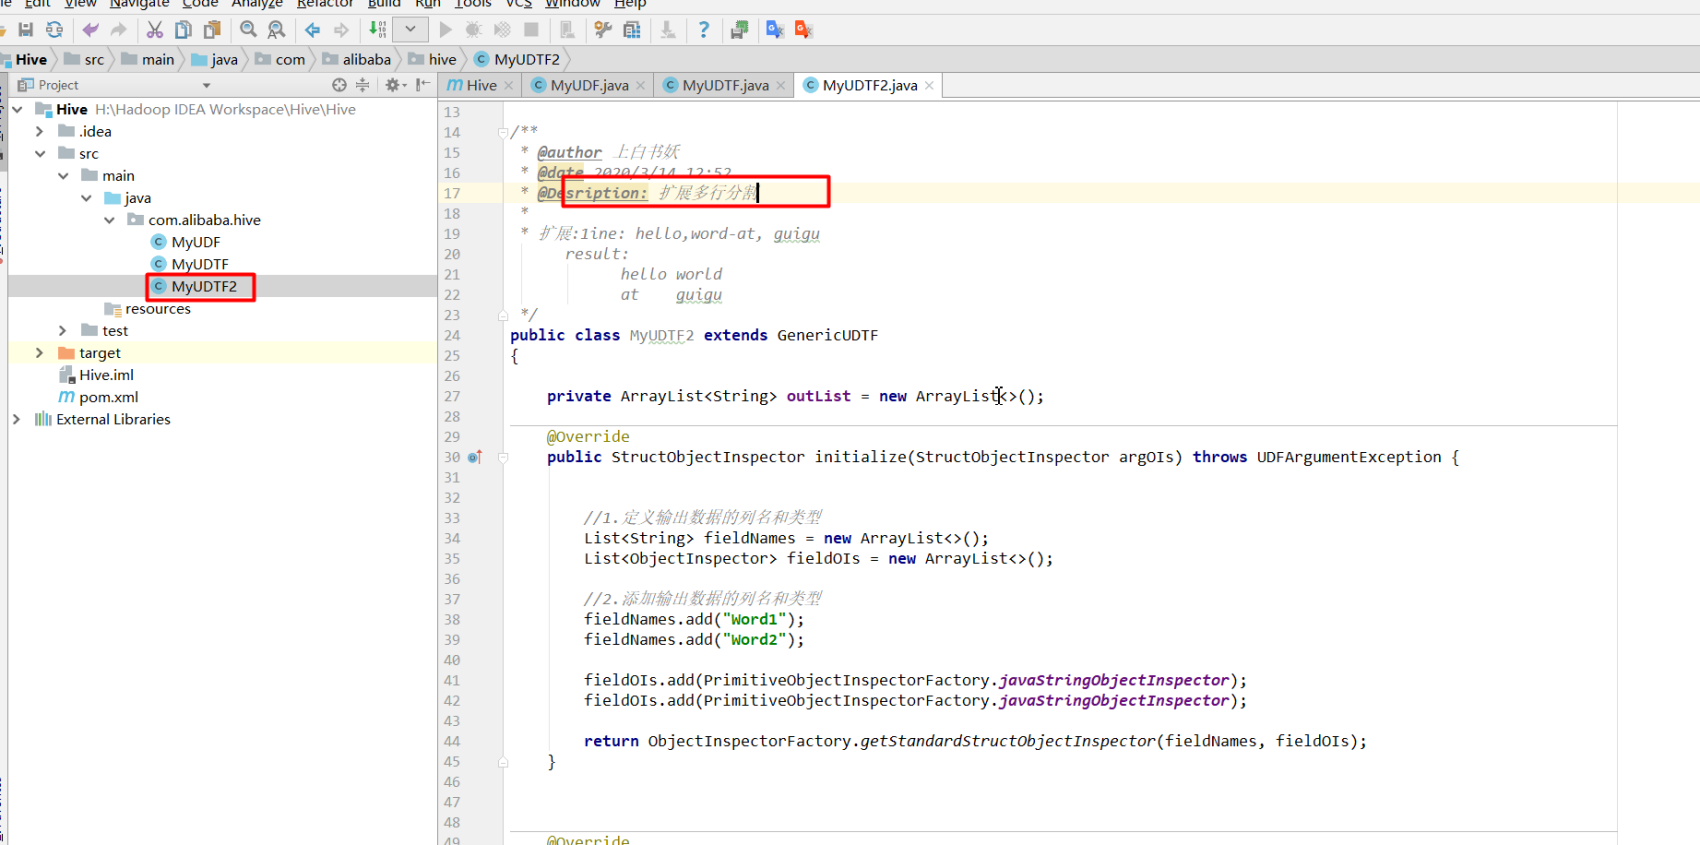 Edit View Navigate Code Analyze Refactor Build Run Tools VCS Window Help
Hive src main java com alibaba hive MyUDTF2
Project
Hive MyUDF.java MyUDTF.java MyUDTF2.java
Hive H:\Hadoop IDEA Workspace\Hive\Hive
.idea
src
main
java
com.alibaba.hive
MyUDF
MyUDTF
MyUDTF2
resources
test
target
Hive.iml
pom.xml
External Libraries
13
14 /**
15 * @author 上白书妖
16 * @date 2020/3/14 12:52
17 * @Desription: 扩展多行分割
18 *
19 * 扩展:1ine: hello,word-at, guigu
20 result:
21 hello world
22 at guigu
23 */
24 public class MyUDTF2 extends GenericUDTF
25 {
26
27 private ArrayList<String> outList = new ArrayList<>();
28
29 @Override
30 public StructObjectInspector initialize(StructObjectInspector argOIs) throws UDFArgumentException {
31
32
33 //1.定义输出数据的列名和类型
34 List<String> fieldNames = new ArrayList<>();
35 List<ObjectInspector> fieldOIs = new ArrayList<>();
36
37 //2.添加输出数据的列名和类型
38 fieldNames.add("Word1");
39 fieldNames.add("Word2");
40
41 fieldOIs.add(PrimitiveObjectInspectorFactory.javaStringObjectInspector);
42 fieldOIs.add(PrimitiveObjectInspectorFactory.javaStringObjectInspector);
43
44 return ObjectInspectorFactory.getStandardStructObjectInspector(fieldNames, fieldOIs);
45 }
46
47
48
49 @Override